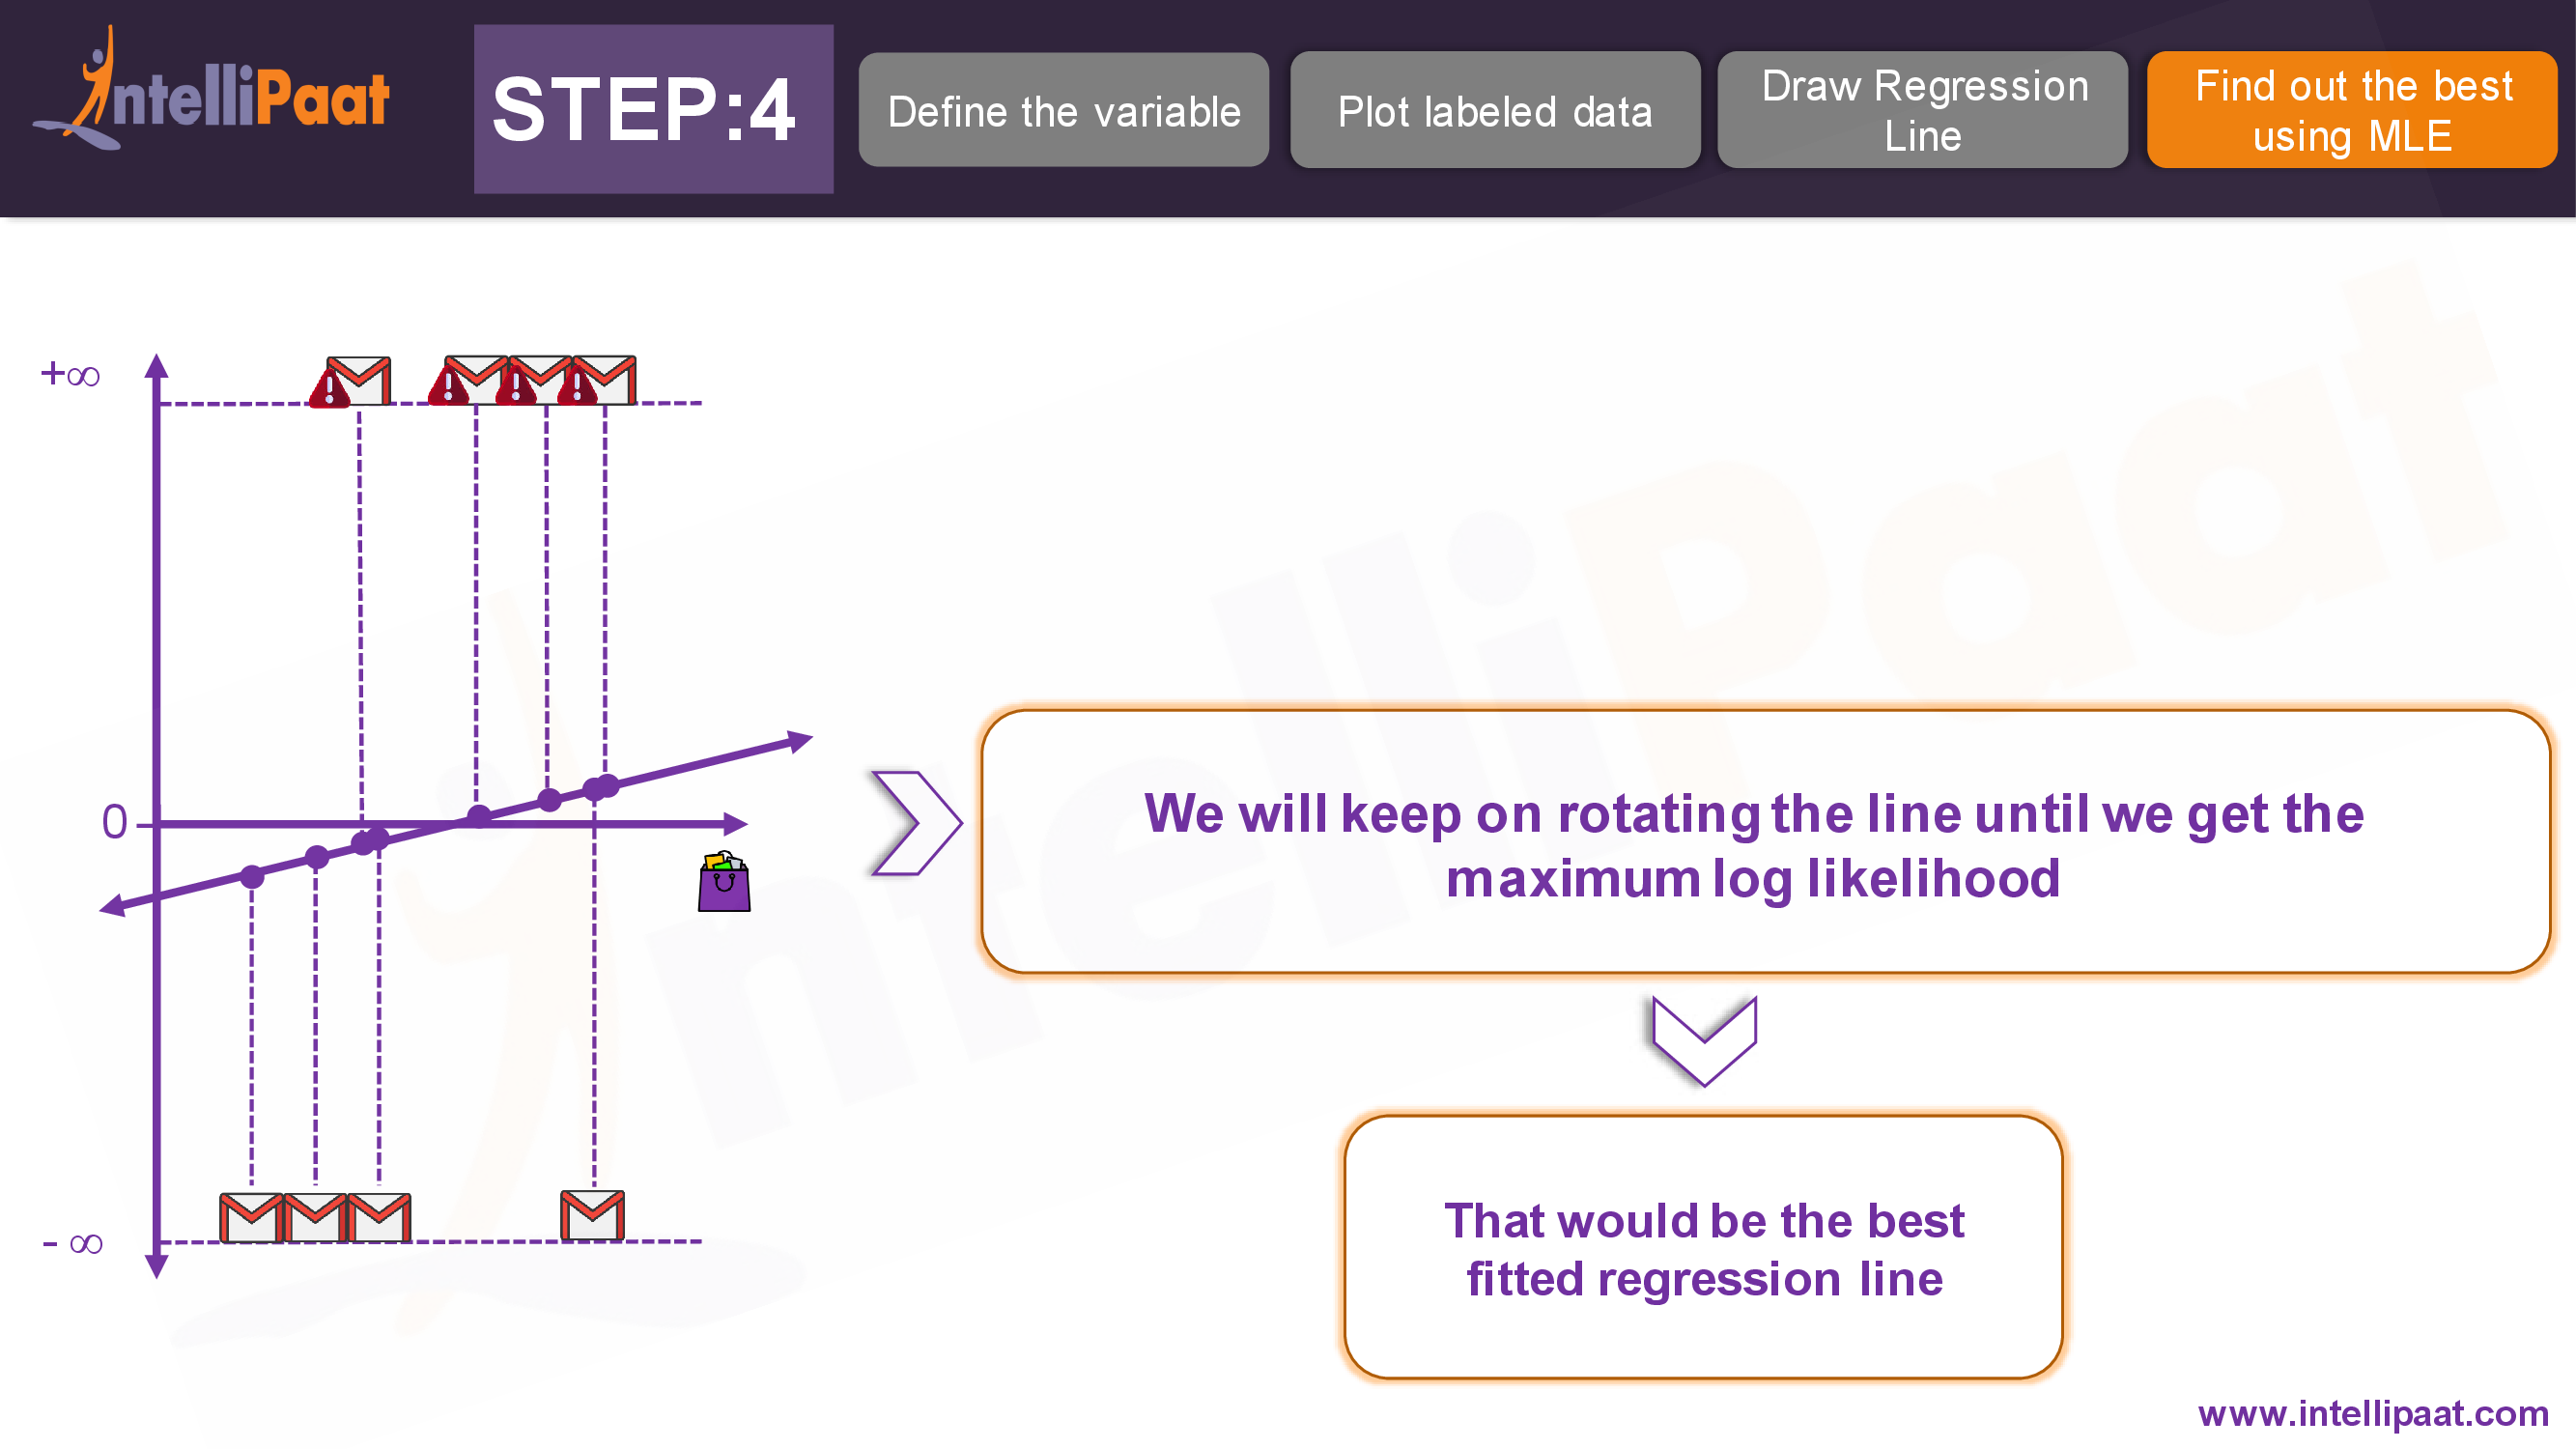 IntelliPaat
STEP:4
Define the variable
Plot labeled data
Draw Regression
Line
Find out the best
using MLE
+∞
0
- ∞
We will keep on rotating the line until we get the
maximum log likelihood
That would be the best
fitted regression line
www.intellipaat.com
IntelliPaat